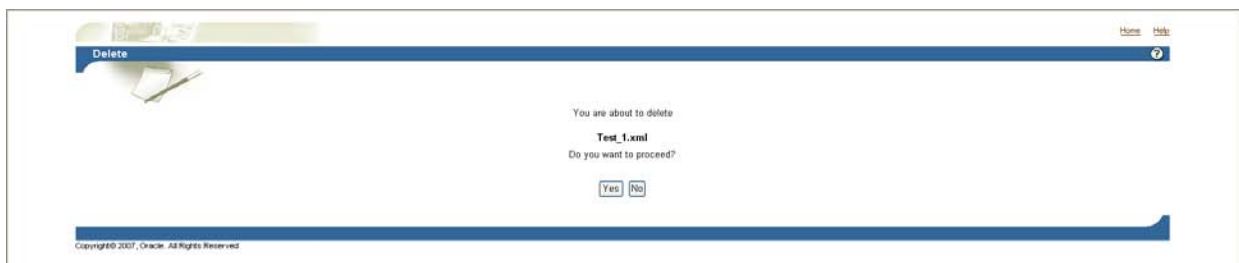 Home Help
Delete
?
You are about to delete
Test_1.xml
Do you want to proceed?
Yes No
Copyright© 2007, Oracle. All Rights Reserved